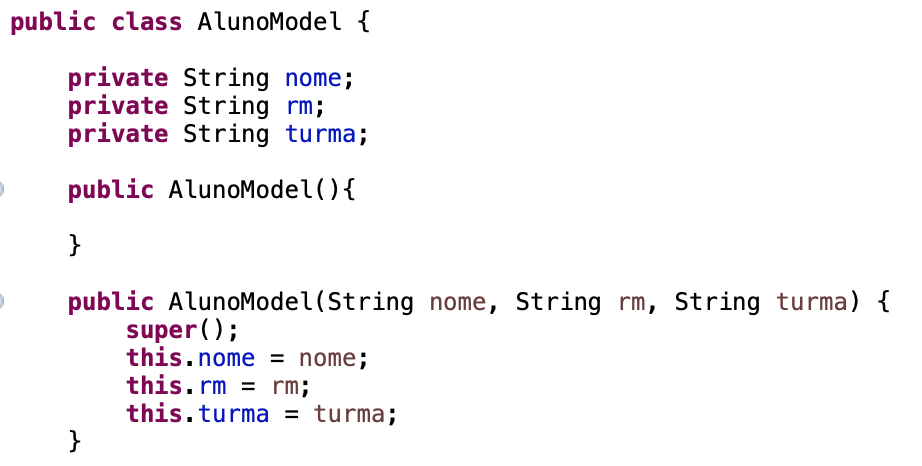 public class AlunoModel {
private String nome;
private String rm;
private String turma;
public AlunoModel(){
}
public AlunoModel(String nome, String rm, String turma) {
super();
this.nome = nome;
this.rm = rm;
this.turma = turma;
}